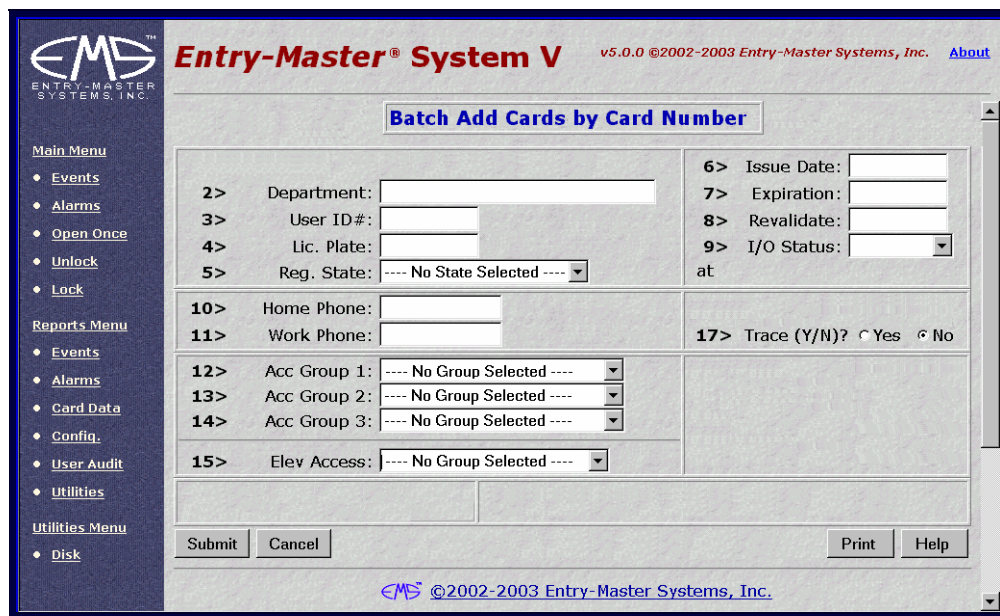 EMS TM
ENTRY-MASTER
SYSTEMS, INC.
Entry-Master® System V
v5.0.0 ©2002-2003 Entry-Master Systems, Inc.
About
Main Menu
Events
Alarms
Open Once
Unlock
Lock
Reports Menu
Events
Alarms
Card Data
Config.
User Audit
Utilities
Utilities Menu
Disk
Batch Add Cards by Card Number
2> Department:
3> User ID#:
4> Lic. Plate:
5> Reg. State: ---- No State Selected ----
6> Issue Date:
7> Expiration:
8> Revalidate:
9> I/O Status:
at
10> Home Phone:
11> Work Phone:
17> Trace (Y/N)? Yes No
12> Acc Group 1: ---- No Group Selected ----
13> Acc Group 2: ---- No Group Selected ----
14> Acc Group 3: ---- No Group Selected ----
15> Elev Access: ---- No Group Selected ----
Submit Cancel Print Help
EMS ©2002-2003 Entry-Master Systems, Inc.